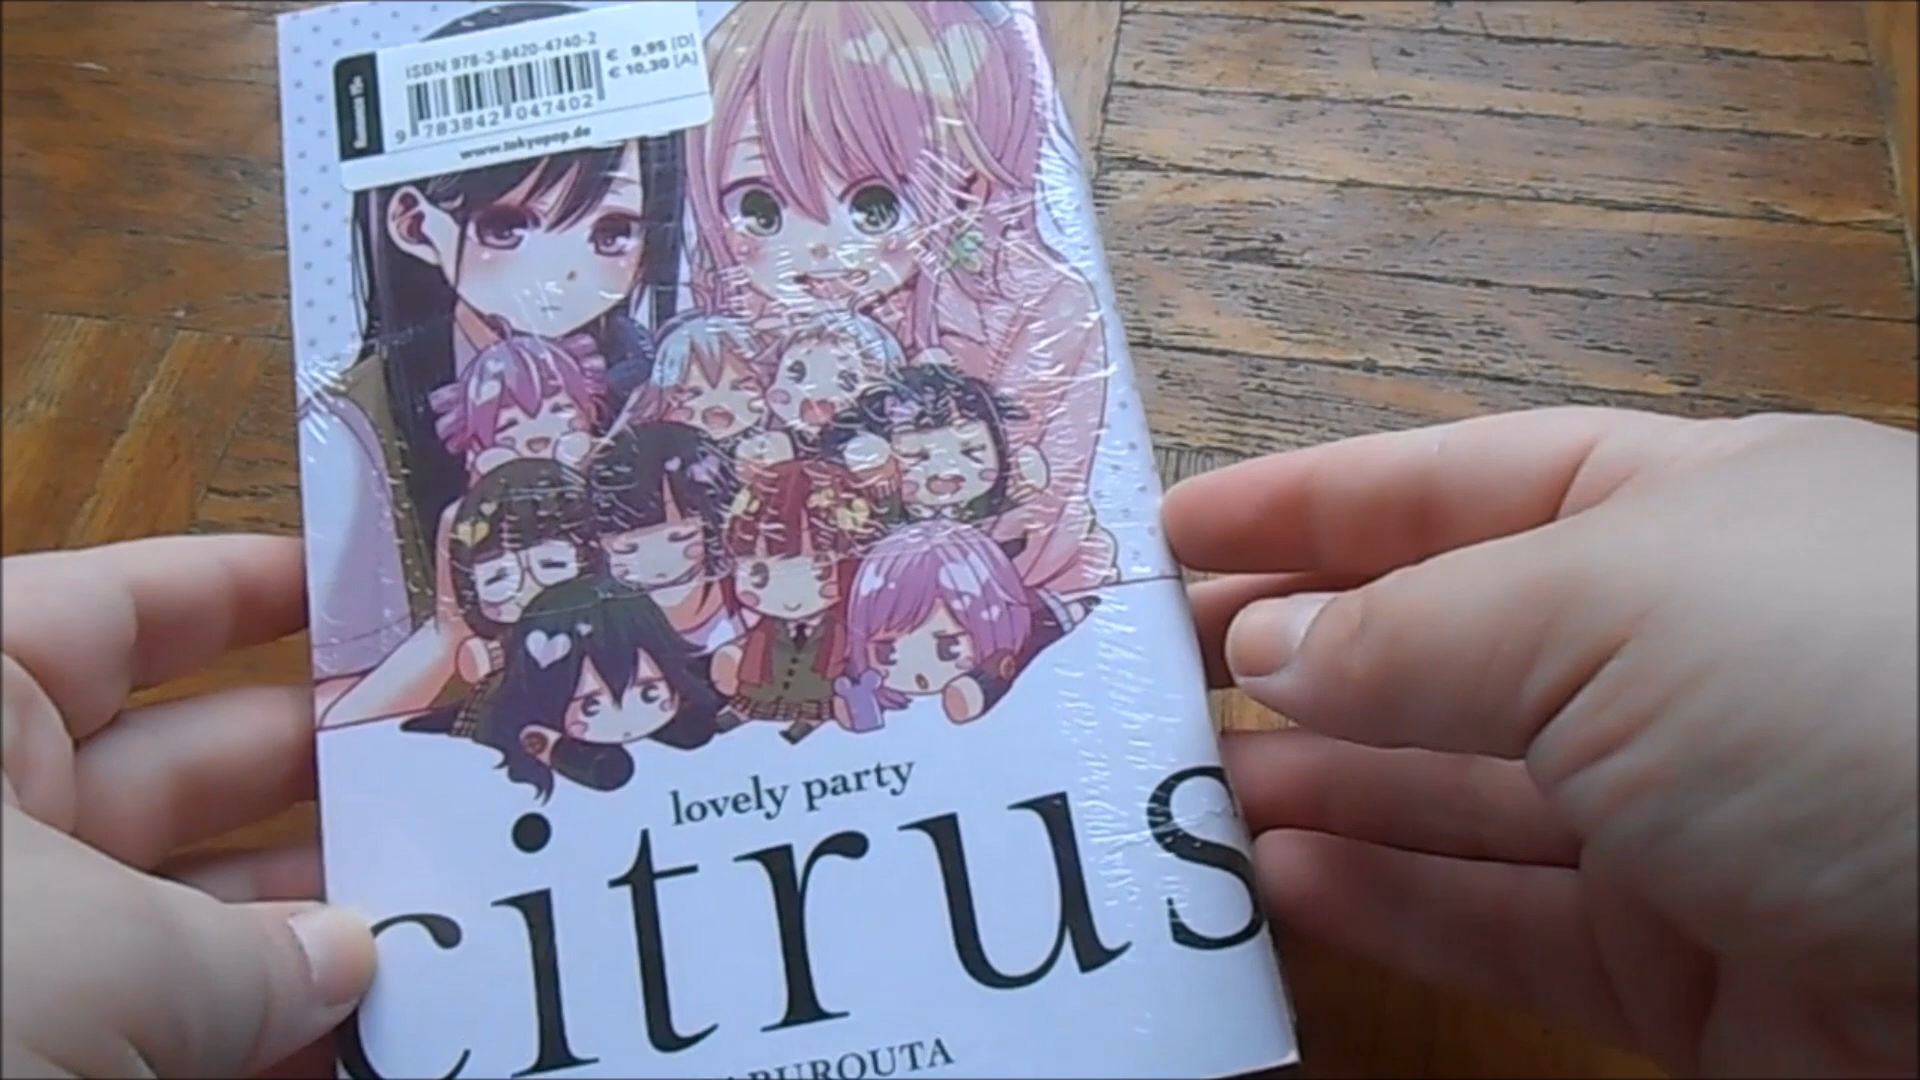 ISBN 978-3-8420-4740-2
€ 9,95 [D]
€ 10,30 [A]
9 783842 047402
www.tokyopop.de
lovely party
citrus